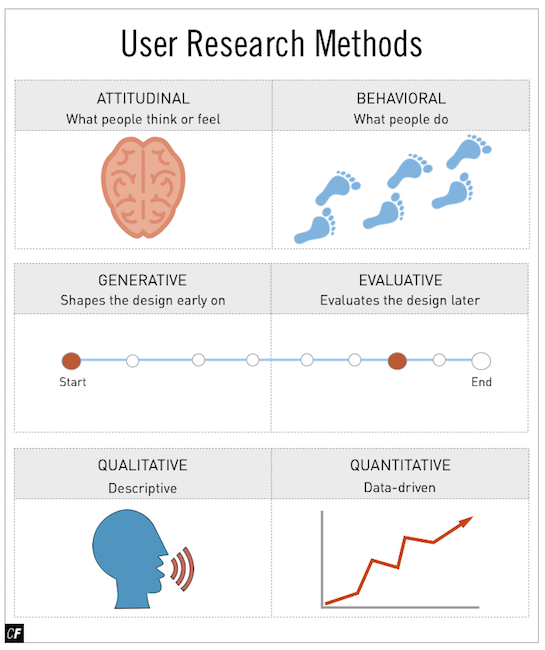 User Research Methods
ATTITUDINAL
What people think or feel
BEHAVIORAL
What people do
GENERATIVE
Shapes the design early on
EVALUATIVE
Evaluates the design later
Start
End
QUALITATIVE
Descriptive
QUANTITATIVE
Data-driven
CF